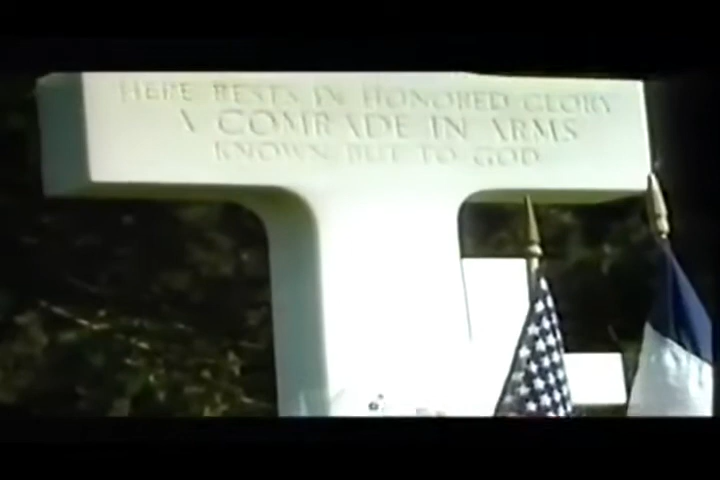 HERE RESTS IN HONORED GLORY
A COMRADE IN ARMS
KNOWN BUT TO GOD